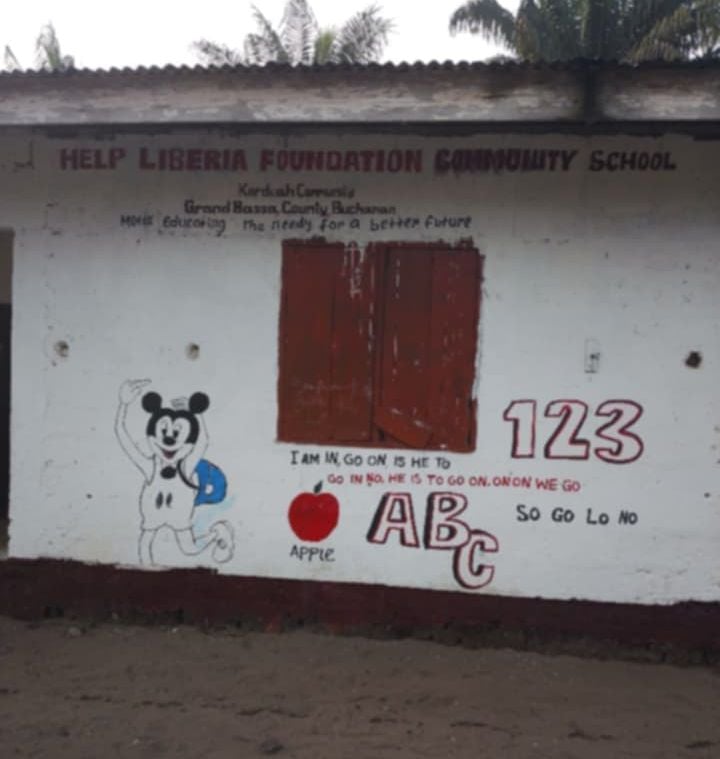 HELP LIBERIA FOUNDATION COMMUNITY SCHOOL
Grand Bassa County, Buchanan
Educating The needy for a better Future
123
I AM IN, GO ON, IS HE TO
GO IN NO. HE IS TO GO ON. ON ON WE GO
ABC
SO GO LO NO
APPlE